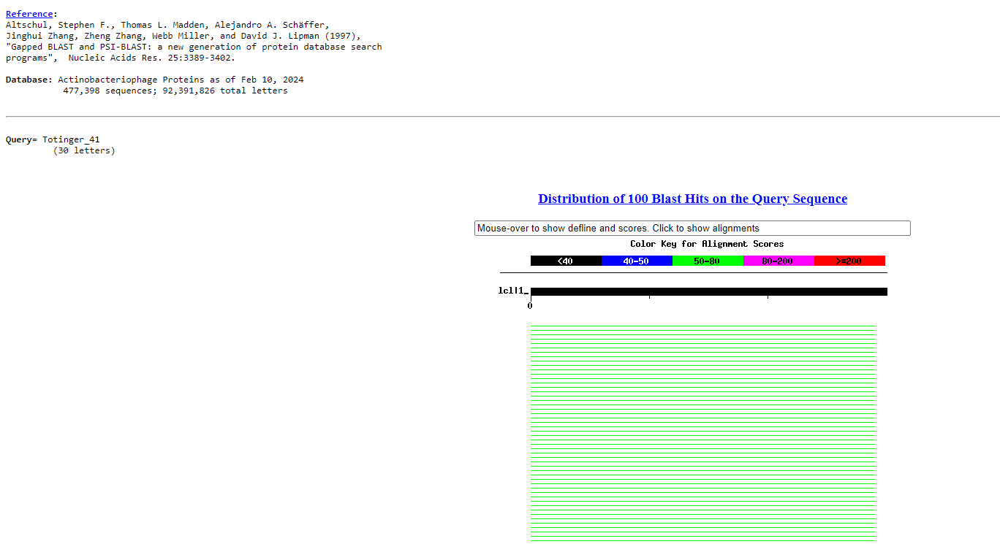 Reference:
Altschul, Stephen F., Thomas L. Madden, Alejandro A. Schäffer,
Jinghui Zhang, Zheng Zhang, Webb Miller, and David J. Lipman (1997),
"Gapped BLAST and PSI-BLAST: a new generation of protein database search
programs",  Nucleic Acids Res. 25:3389-3402.
Database: Actinobacteriophage Proteins as of Feb 10, 2024
477,398 sequences; 92,391,826 total letters
Query= Totinger_41
(30 letters)
Distribution of 100 Blast Hits on the Query Sequence
Mouse-over to show defline and scores. Click to show alignments
Color Key for Alignment Scores
<40 40-50 50-80 80-200 >=200
lcl|1_
0